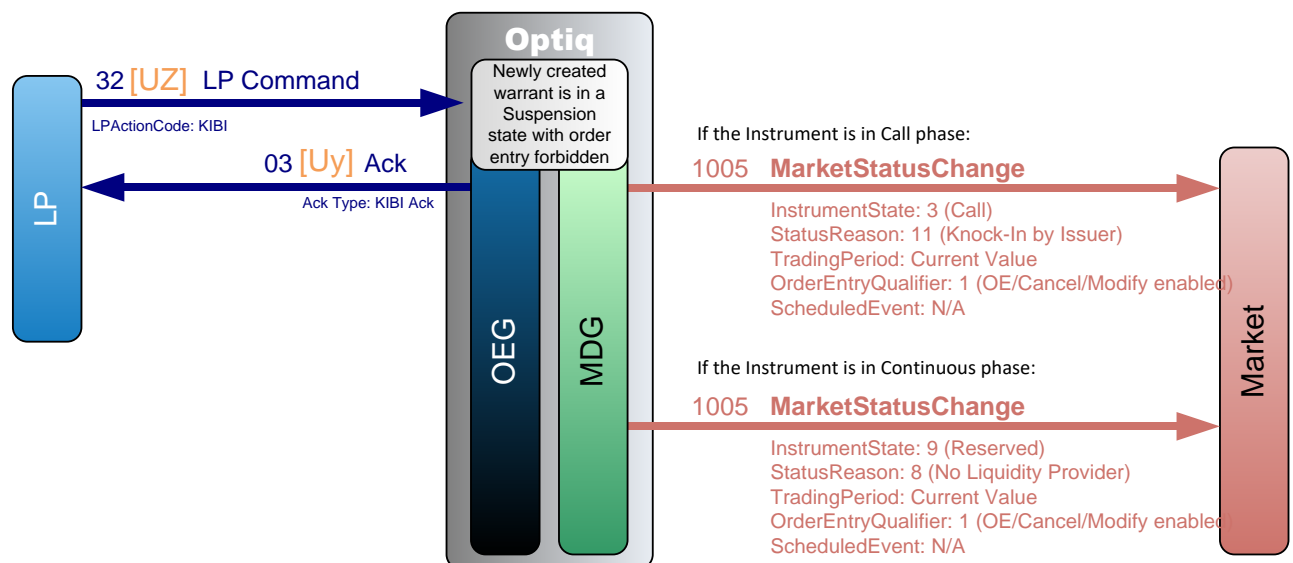 Optiq
Newly created
warrant is in a
Suspension
state with order
entry forbidden
32 [UZ] LP Command
LPActionCode: KIBI
03 [Uy] Ack
Ack Type: KIBI Ack
LP
OEG
MDG
If the Instrument is in Call phase:
1005 MarketStatusChange
InstrumentState: 3 (Call)
StatusReason: 11 (Knock-In by Issuer)
TradingPeriod: Current Value
OrderEntryQualifier: 1 (OE/Cancel/Modify enabled)
ScheduledEvent: N/A
If the Instrument is in Continuous phase:
1005 MarketStatusChange
InstrumentState: 9 (Reserved)
StatusReason: 8 (No Liquidity Provider)
TradingPeriod: Current Value
OrderEntryQualifier: 1 (OE/Cancel/Modify enabled)
ScheduledEvent: N/A
Market